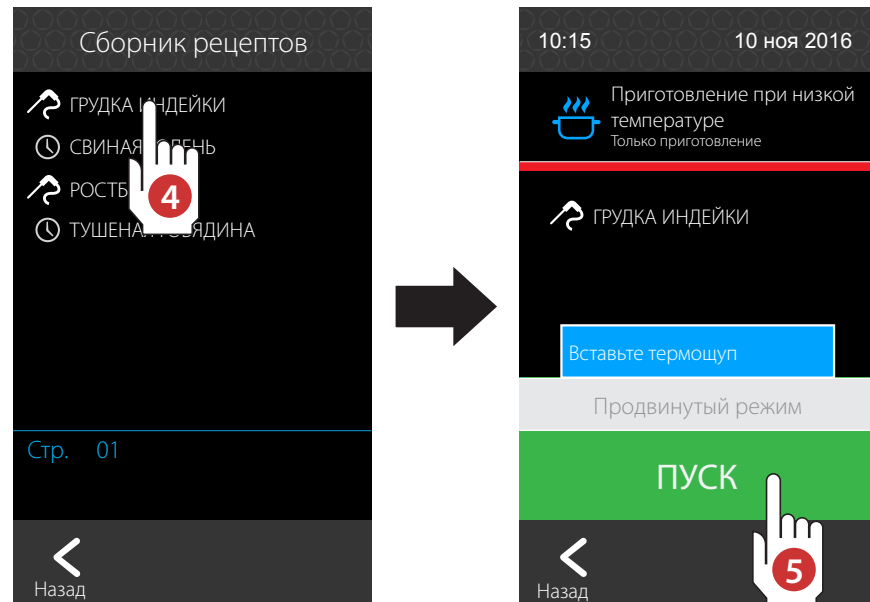 Сборник рецептов
ГРУДКА ИНДЕЙКИ
СВИНАЯ
4
ТУШЕНАЯ
Стр. 01
Назад
10:15 10 ноя 2016
Приготовление при низкой
температуре
Только приготовление
ГРУДКА ИНДЕЙКИ
Вставьте термощуп
Продвинутый режим
ПУСК
5
Назад